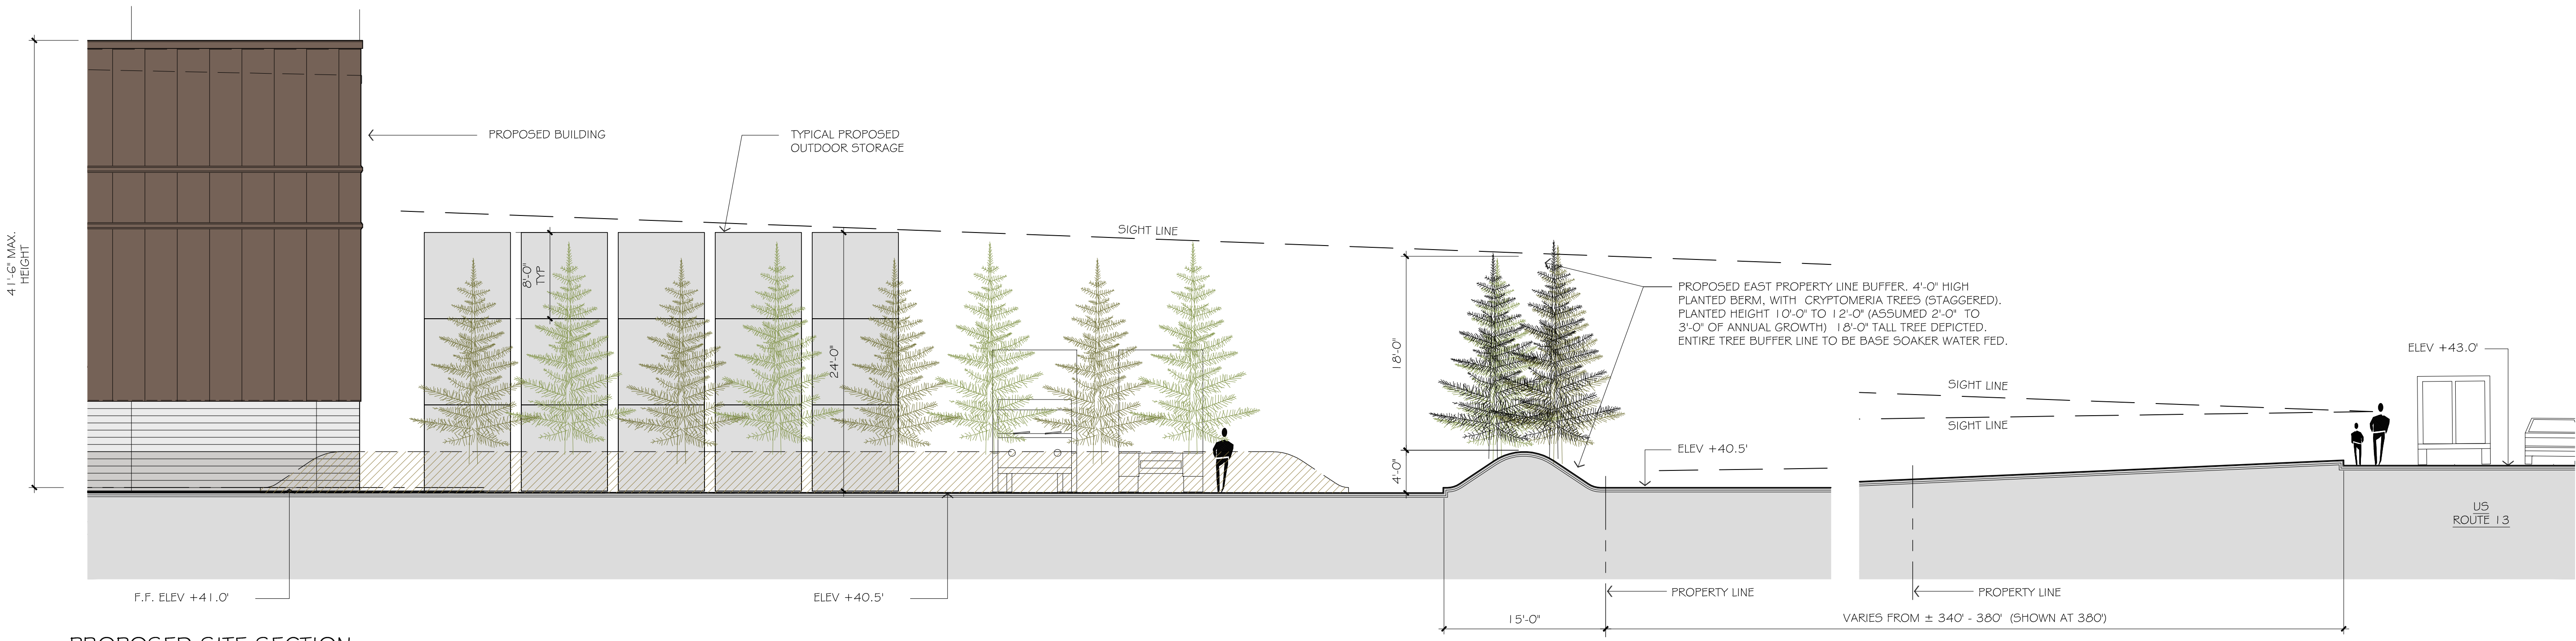 41'-6" MAX.
HEIGHT
PROPOSED BUILDING
TYPICAL PROPOSED
OUTDOOR STORAGE
8'-0"
TYP
24'-0"
SIGHT LINE
18'-0"
4'-0"
PROPOSED EAST PROPERTY LINE BUFFER. 4'-0" HIGH
PLANTED BERM, WITH CRYPTOMERIA TREES (STAGGERED).
PLANTED HEIGHT 10'-0" TO 12'-0" (ASSUMED 2'-0" TO
3'-0" OF ANNUAL GROWTH) 18'-0" TALL TREE DEPICTED.
ENTIRE TREE BUFFER LINE TO BE BASE SOAKER WATER FED.
ELEV +40.5'
SIGHT LINE
SIGHT LINE
ELEV +43.0'
US
ROUTE 13
F.F. ELEV +41.0'
ELEV +40.5'
PROPERTY LINE
PROPERTY LINE
15'-0"
VARIES FROM ± 340' - 380' (SHOWN AT 380')
PROPOSED SITE SECTION